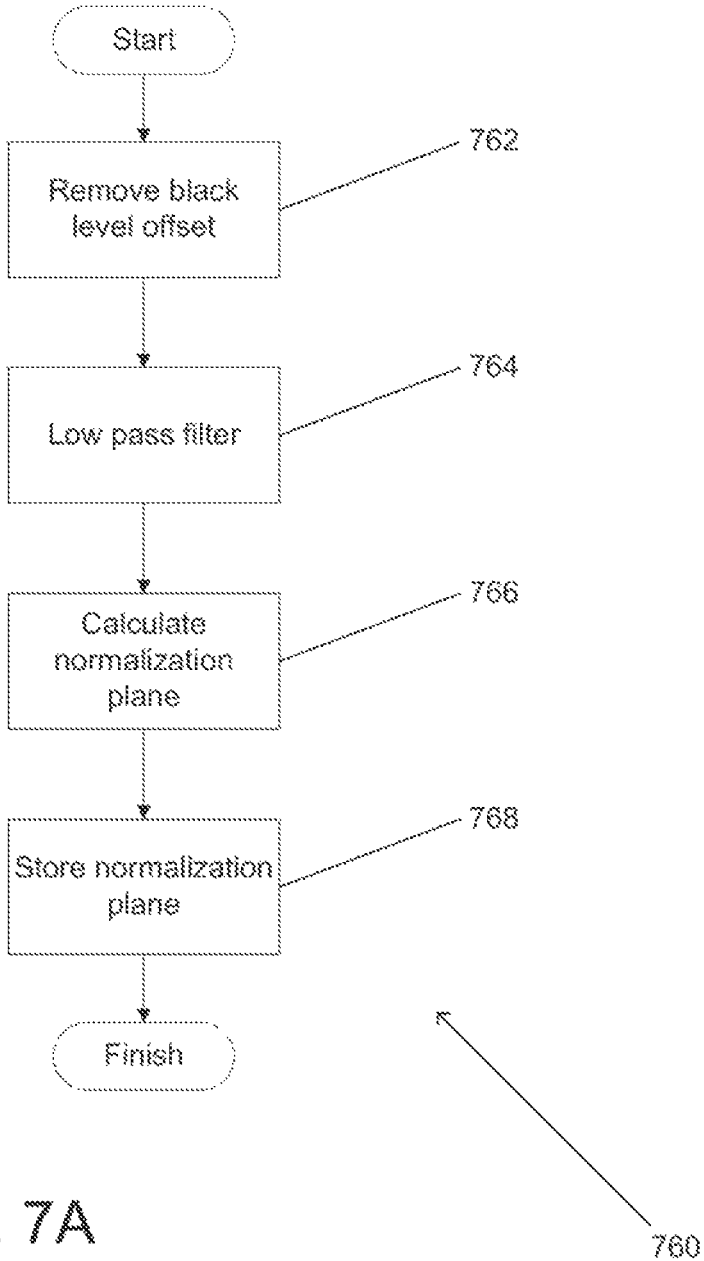 Start
762
Remove black
level offset
764
Low pass filter
766
Calculate
normalization
plane
768
Store normalization
plane
Finish
7A
760